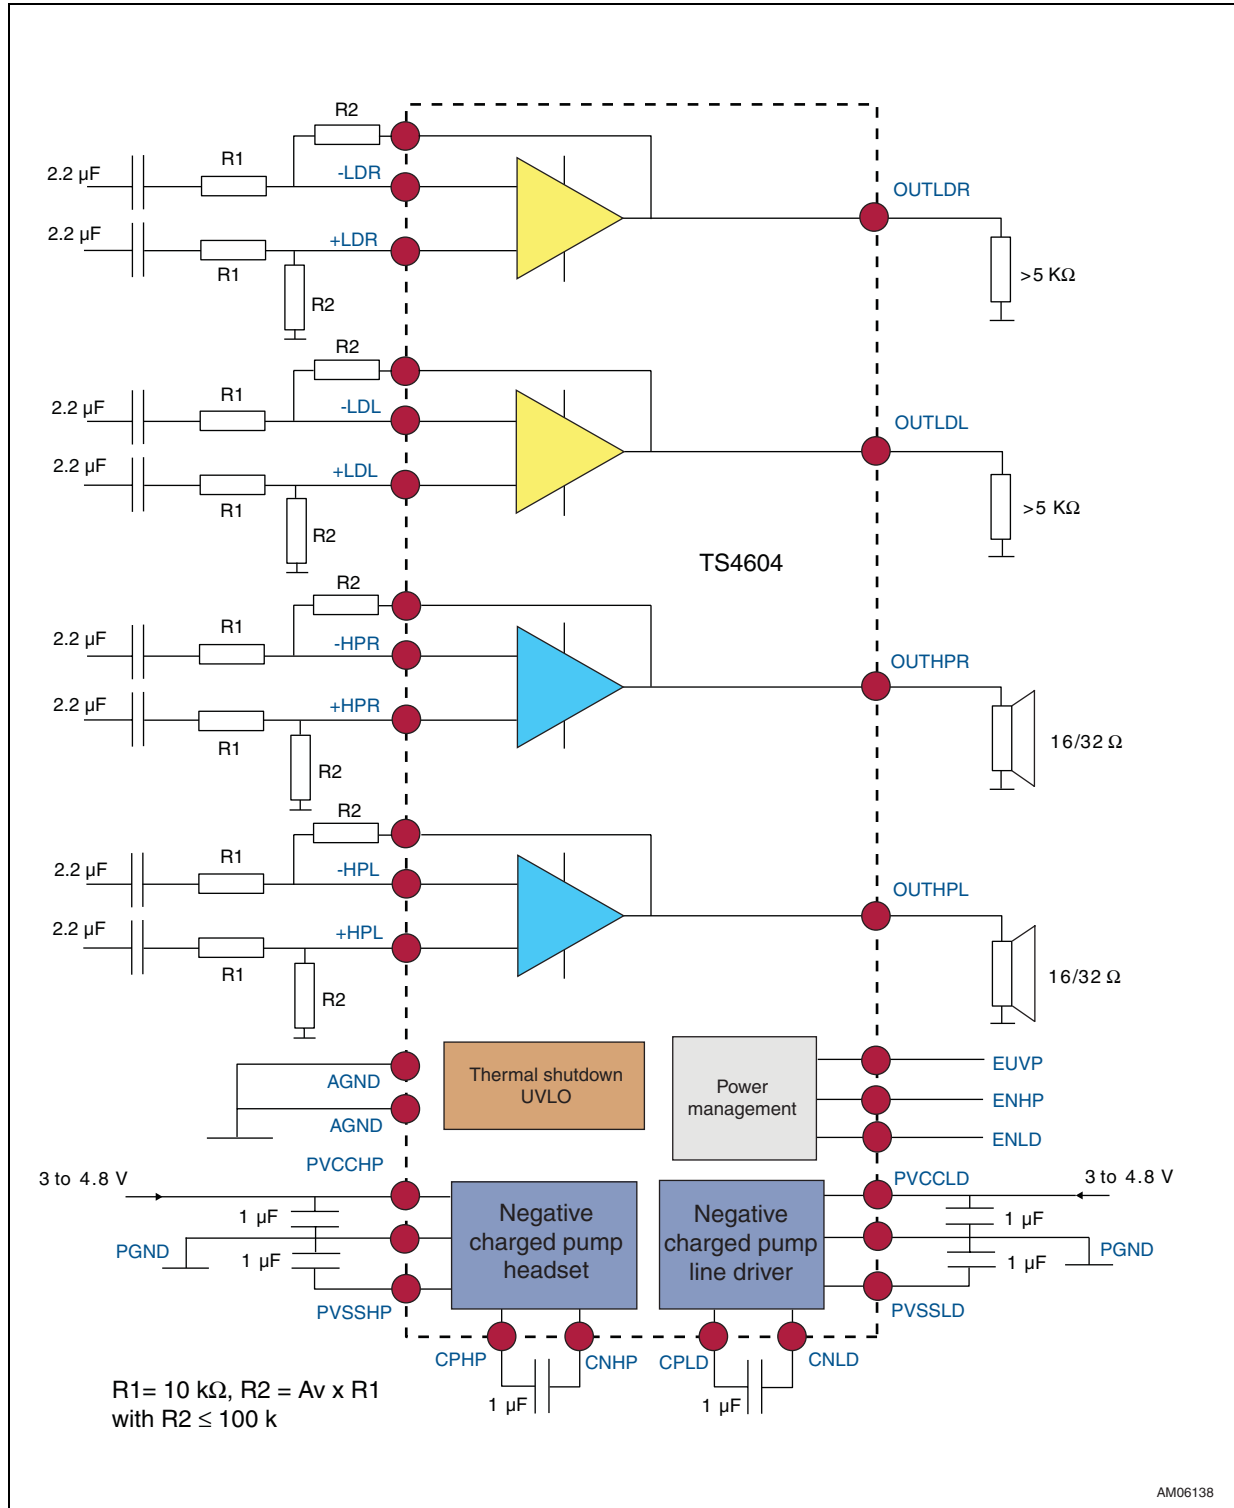 R2
R1
2.2 µF
-LDR
OUTLDR
2.2 µF
+LDR
R1
R2
>5 KΩ
R2
R1
2.2 µF
-LDL
OUTLDL
2.2 µF
+LDL
R1
R2
>5 KΩ
TS4604
R2
R1
2.2 µF
-HPR
OUTHPR
2.2 µF
+HPR
R1
R2
16/32 Ω
R2
R1
2.2 µF
-HPL
OUTHPL
2.2 µF
+HPL
R1
R2
16/32 Ω
AGND
AGND
Thermal shutdown
UVLO
Power
management
EUVP
ENHP
ENLD
PVCCHP
3 to 4.8 V
1 µF
PGND
1 µF
PVSSHP
Negative
charged pump
headset
Negative
charged pump
line driver
PVCCLD
3 to 4.8 V
1 µF
PGND
1 µF
PVSSLD
CPHP
CNHP
CPLD
CNLD
1 µF
1 µF
R1= 10 kΩ, R2 = Av x R1
with R2 ≤ 100 k
AM06138